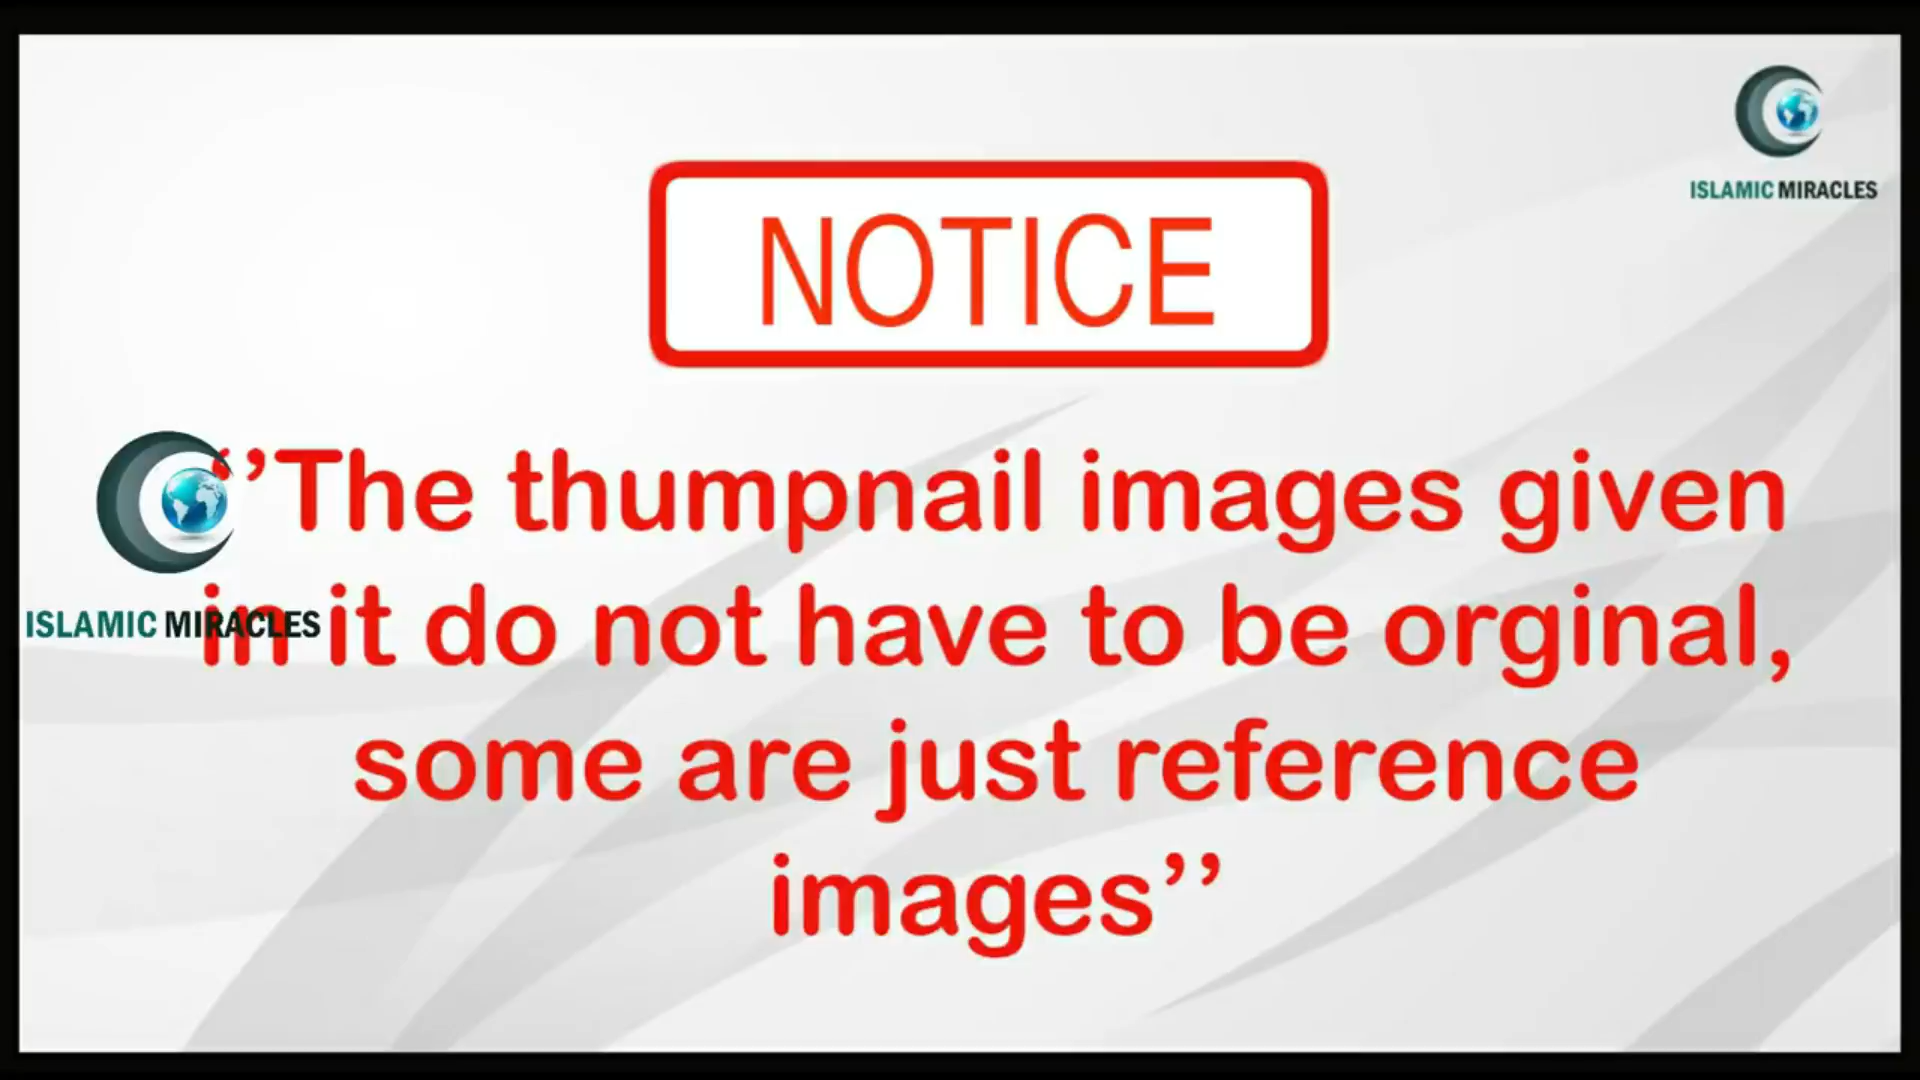 ISLAMIC MIRACLES
NOTICE
‘’The thumpnail images given
in it do not have to be orginal,
ISLAMIC MIRACLES
some are just reference
images’’